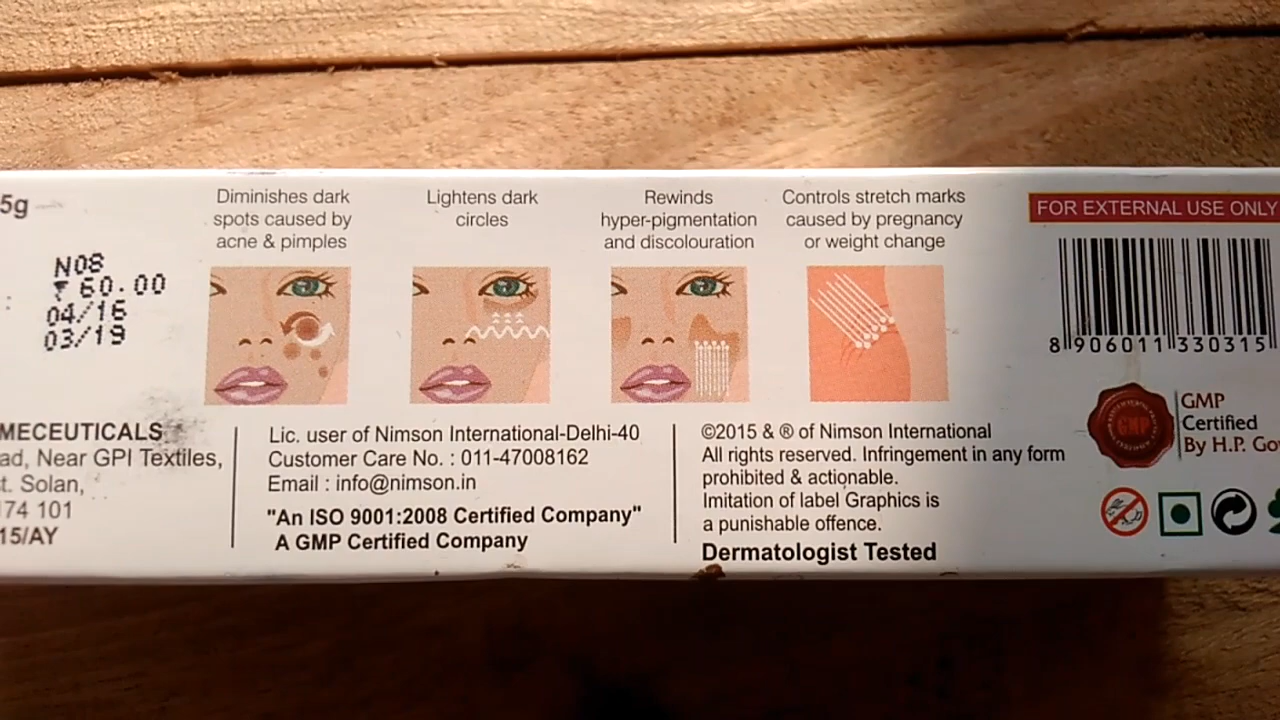 5g
:
N08
₹ 60.00
04/16
03/19
Diminishes dark
spots caused by
acne & pimples
Lightens dark
circles
Rewinds
hyper-pigmentation
and discolouration
Controls stretch marks
caused by pregnancy
or weight change
FOR EXTERNAL USE ONLY
8 906011 330315
GMP
GMP
Certified
By H.P. Go
MECEUTICALS
ad, Near GPI Textiles,
t. Solan,
174 101
15/AY
Lic. user of Nimson International-Delhi-40
Customer Care No. : 011-47008162
Email : info@nimson.in
"An ISO 9001:2008 Certified Company"
A GMP Certified Company
©2015 & ® of Nimson International
All rights reserved. Infringement in any form
prohibited & actionable.
Imitation of label Graphics is
a punishable offence.
Dermatologist Tested